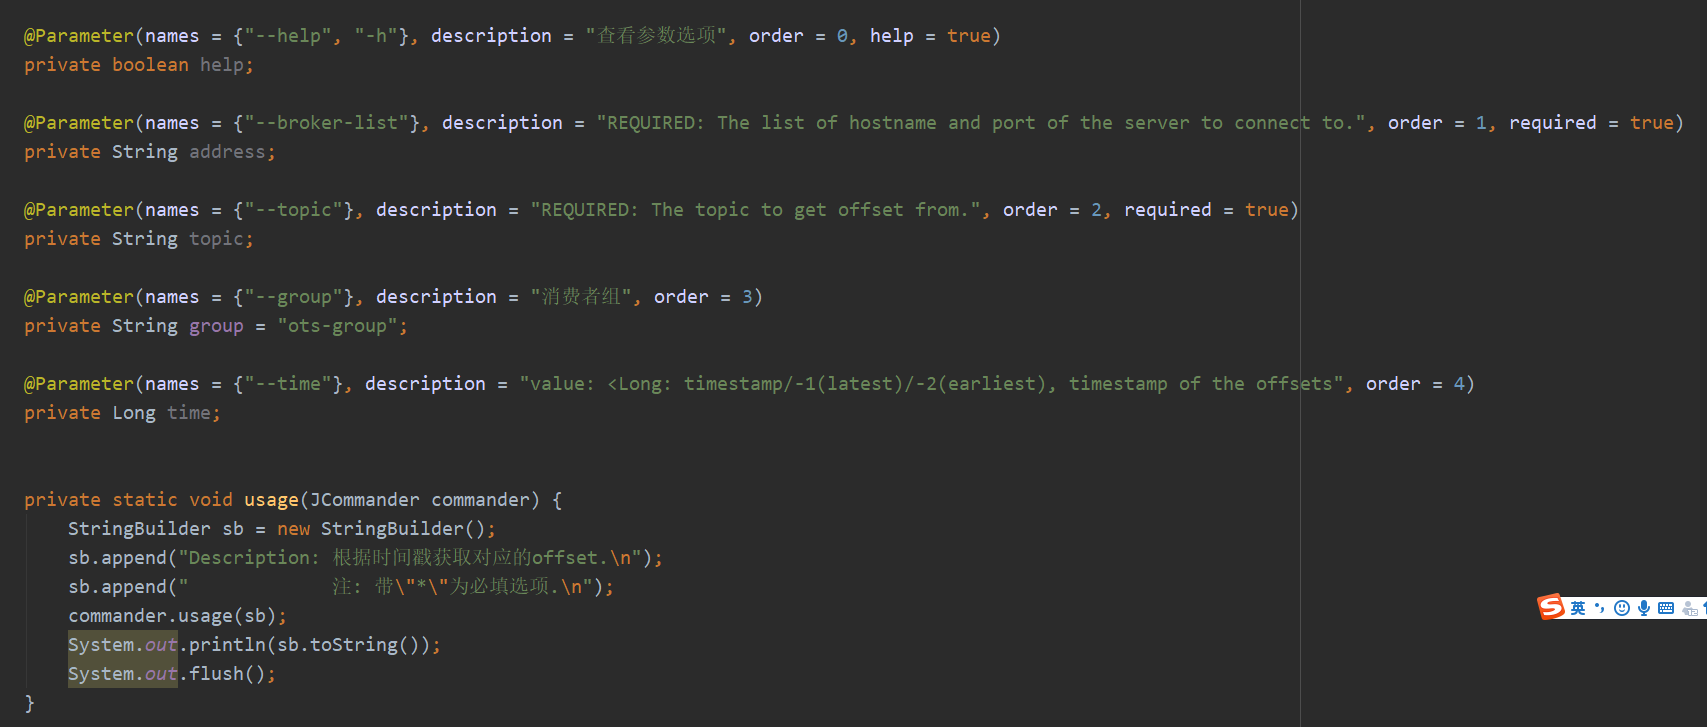 @Parameter(names = {"--help", "-h"}, description = "查看参数选项", order = 0, help = true)
private boolean help;
@Parameter(names = {"--broker-list"}, description = "REQUIRED: The list of hostname and port of the server to connect to.", order = 1, required = true)
private String address;
@Parameter(names = {"--topic"}, description = "REQUIRED: The topic to get offset from.", order = 2, required = true)
private String topic;
@Parameter(names = {"--group"}, description = "消费者组", order = 3)
private String group = "ots-group";
@Parameter(names = {"--time"}, description = "value: <Long: timestamp/-1(latest)/-2(earliest), timestamp of the offsets", order = 4)
private Long time;
private static void usage(JCommander commander) {
    StringBuilder sb = new StringBuilder();
    sb.append("Description: 根据时间戳获取对应的offset.\n");
    sb.append("             注: 带\"*\"为必填选项.\n");
    commander.usage(sb);
    System.out.println(sb.toString());
    System.out.flush();
}
S 英